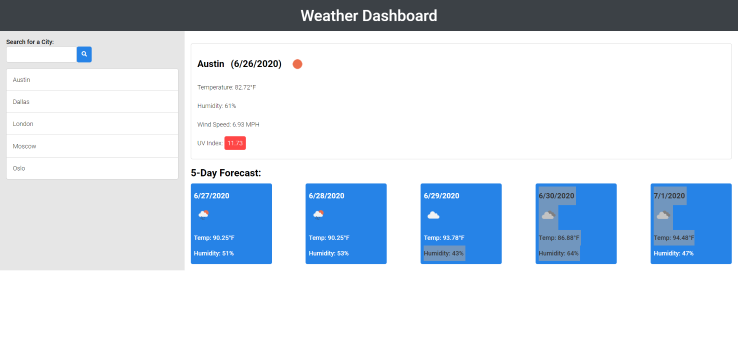 Weather Dashboard
Search for a City:
Austin
Dallas
London
Moscow
Oslo
Austin (6/26/2020)
Temperature: 82.72°F
Humidity: 61%
Wind Speed: 6.93 MPH
UV Index: 11.73
5-Day Forecast:
6/27/2020
Temp: 90.25°F
Humidity: 51%
6/28/2020
Temp: 90.25°F
Humidity: 53%
6/29/2020
Temp: 93.78°F
Humidity: 43%
6/30/2020
Temp: 86.88°F
Humidity: 64%
7/1/2020
Temp: 94.48°F
Humidity: 47%